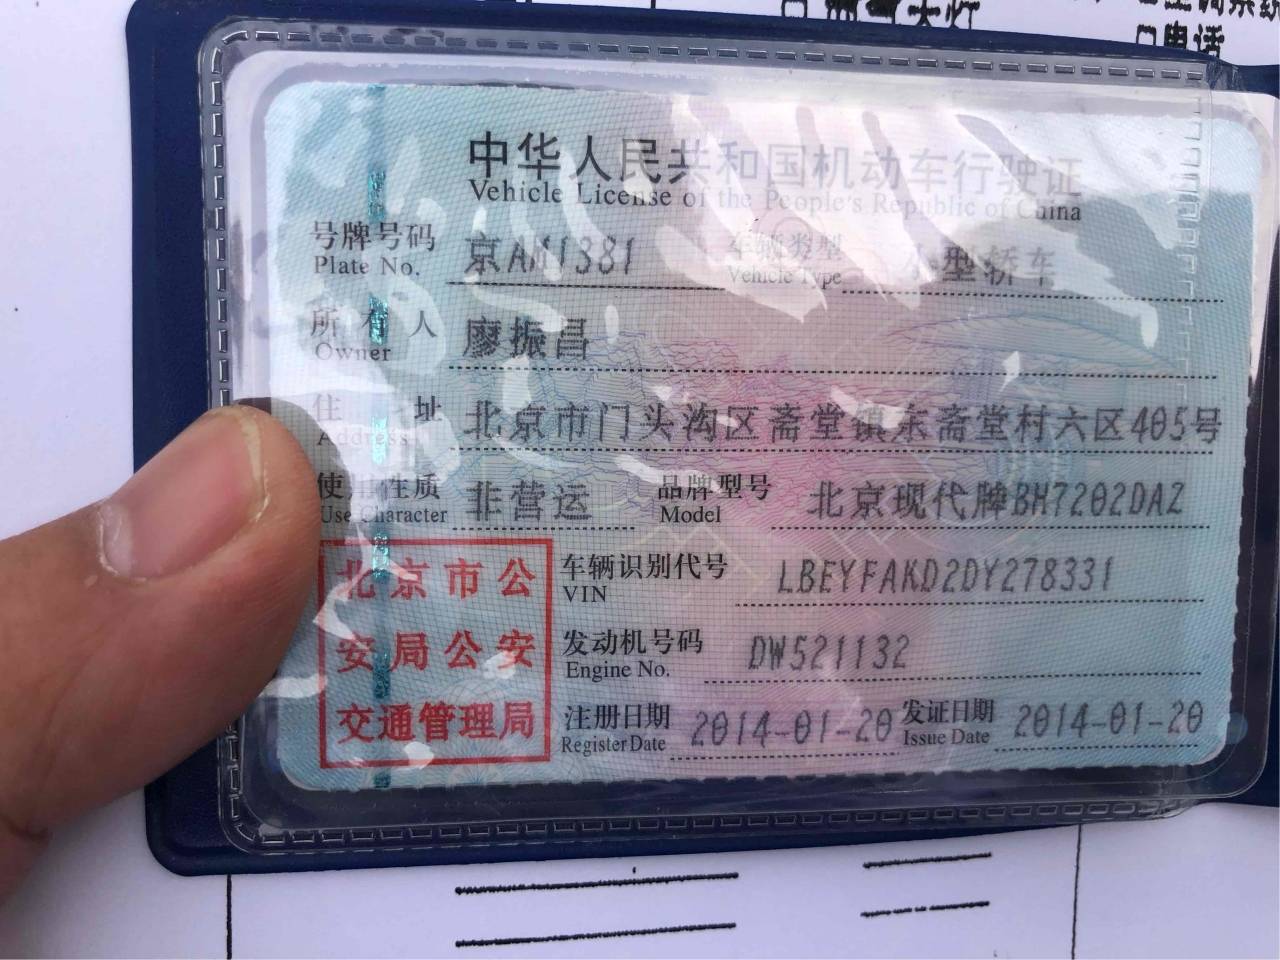 电话
中华人民共和国机动车行驶证
Vehicle License of the People's Republic of China
号牌号码 京AM1381 车辆类型 小型轿车
Plate No. Vehicle Type
所有人 廖振昌
Owner
住址 北京市门头沟区斋堂镇东斋堂村六区405号
Address
使用性质 非营运 品牌型号 北京现代牌BH7202DAZ
Use Character Model
北京市公
安局公安
交通管理局
车辆识别代号 LBEYFAKD2DY278331
VIN
发动机号码 DW521132
Engine No.
注册日期 2014-01-20 发证日期 2014-01-20
Register Date Issue Date